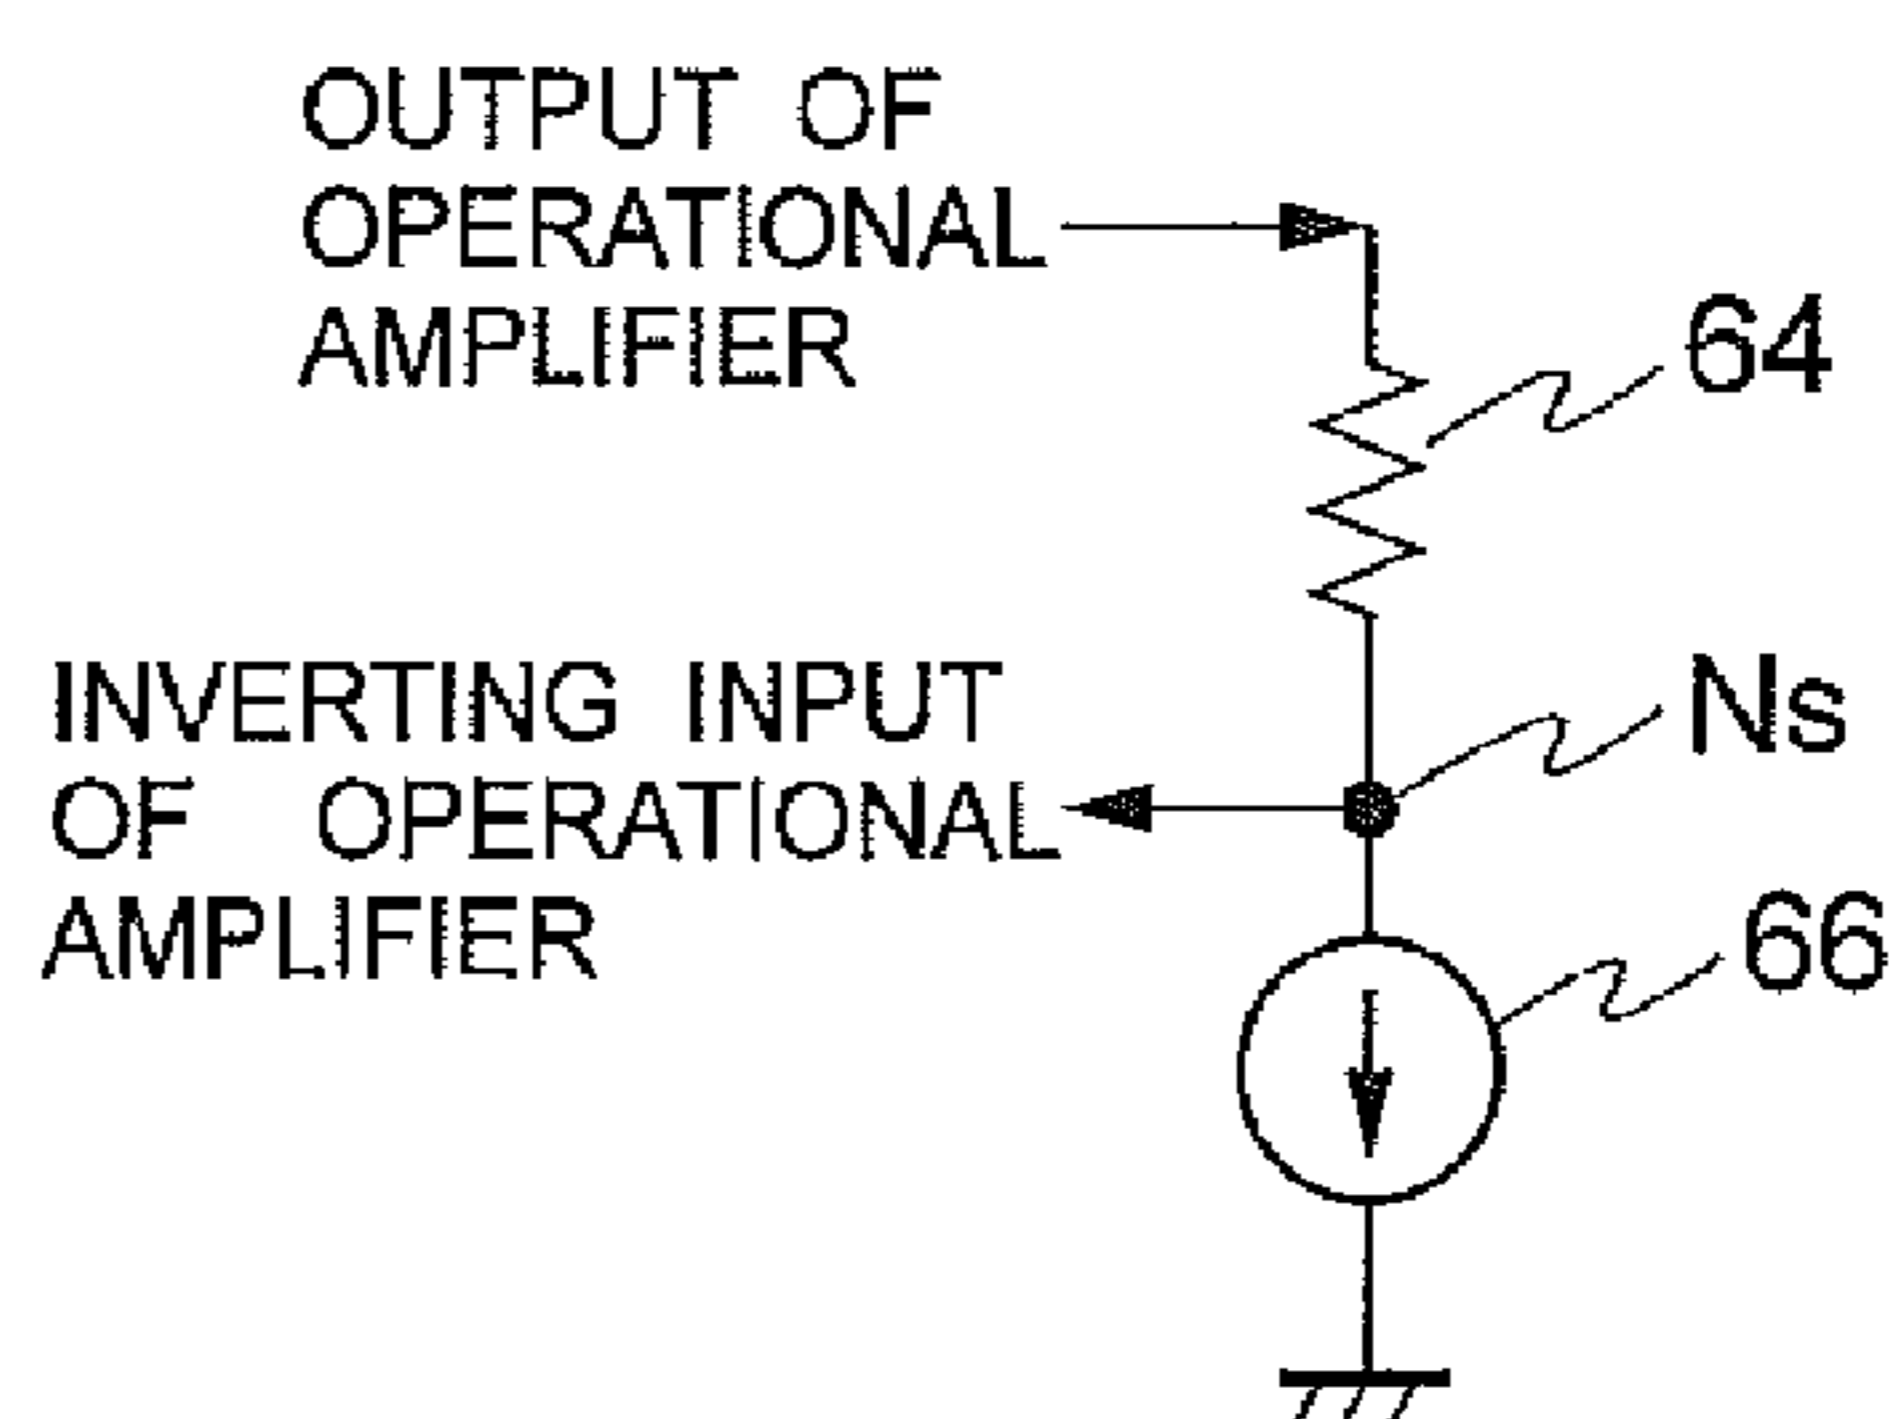 OUTPUT OF
OPERATIONAL
AMPLIFIER
64
INVERTING INPUT
OF OPERATIONAL
AMPLIFIER
Ns
66